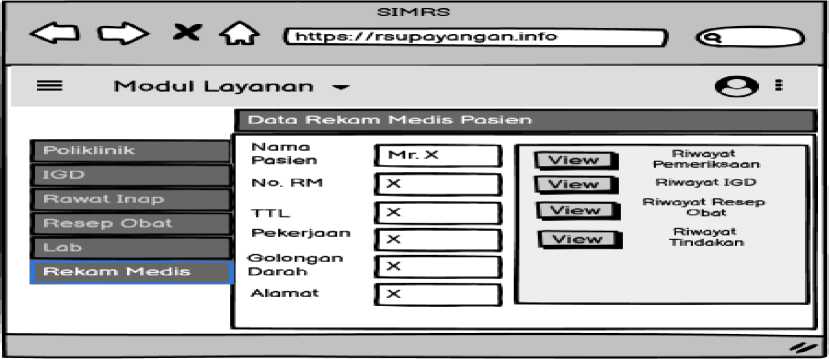 SIMRS
https://rsupayangan.info
Modul Layanan
Data Rekam Medis Pasien
Poliklinik
IGD
Rawat Inap
Resep Obat
Lab
Rekam Medis
Nama
Pasien
Mr. X
No. RM
X
TTL
X
Pekerjaan
X
Golongan
Darah
X
Alamat
X
View
Riwayat
Pemeriksaan
View
Riwayat IGD
View
Riwayat Resep
Obat
View
Riwayat
Tindakan